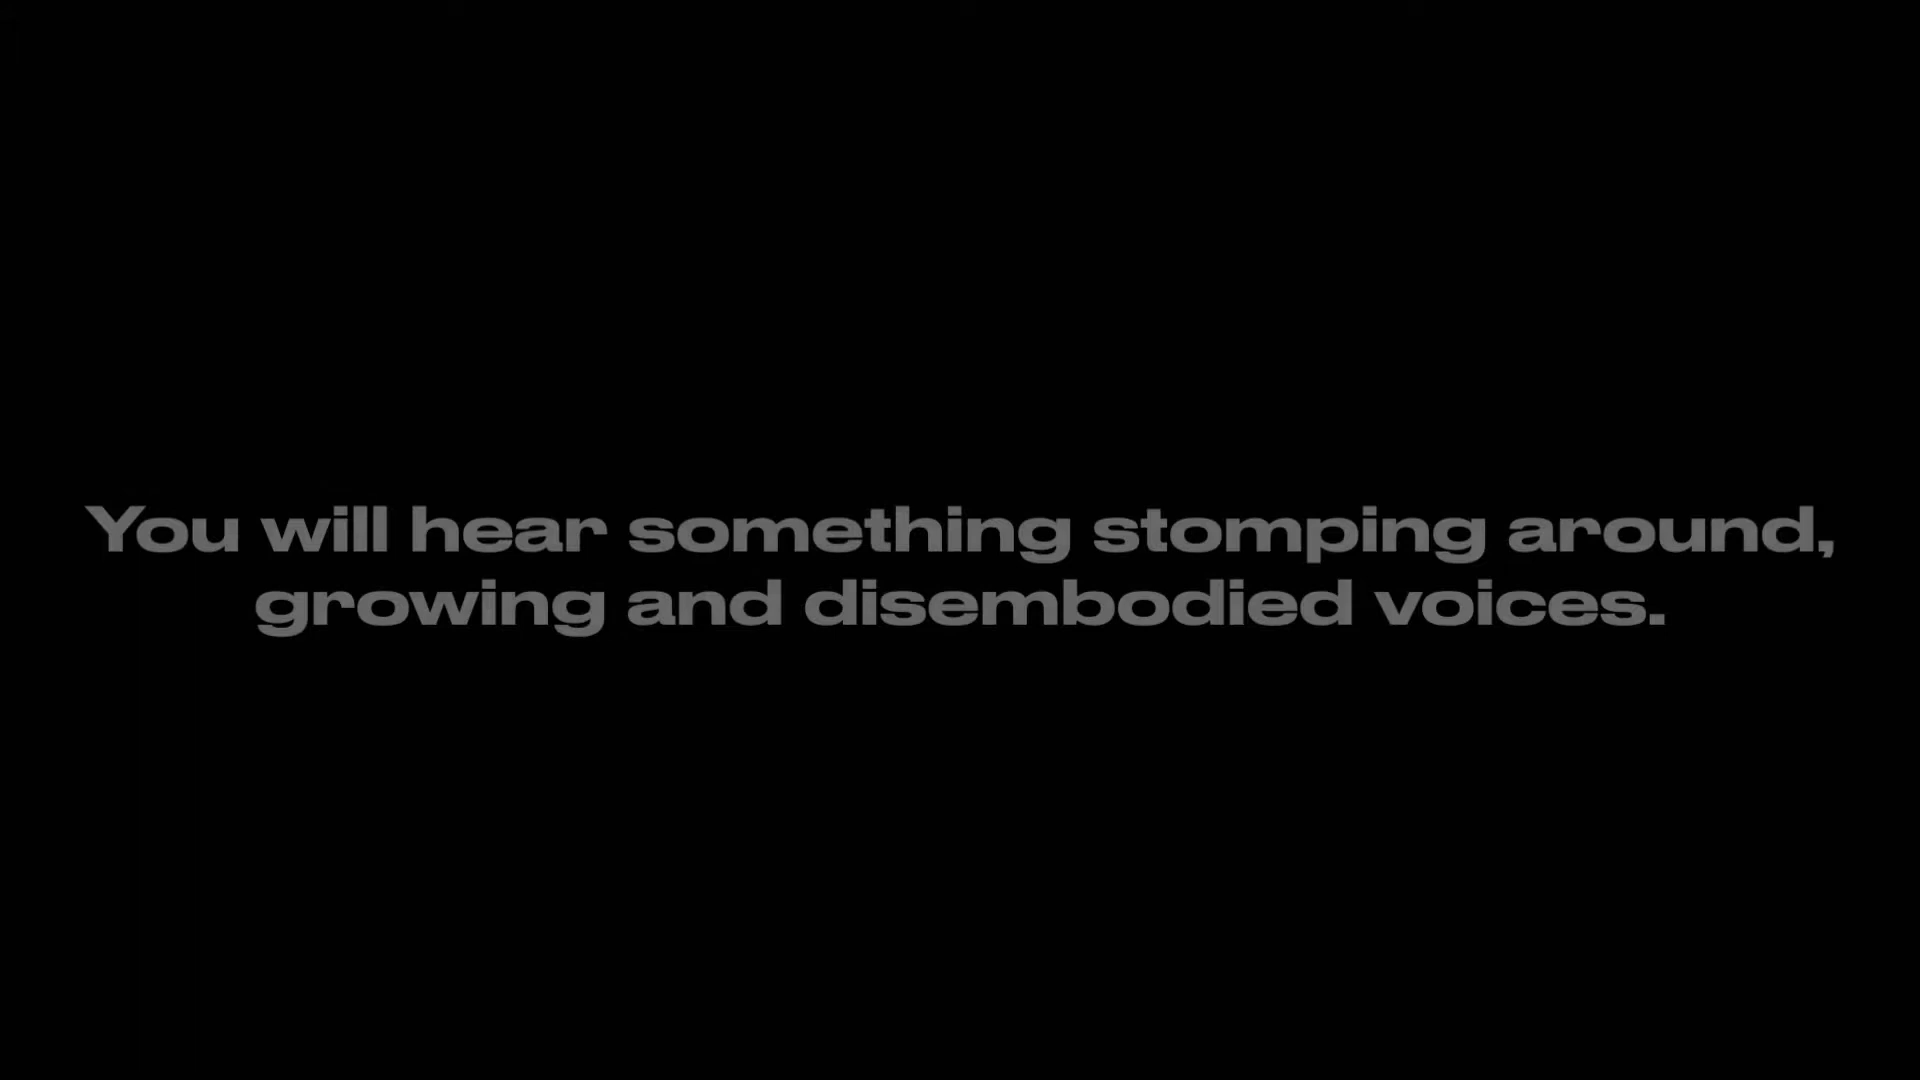 You will hear something stomping around,
growing and disembodied voices.